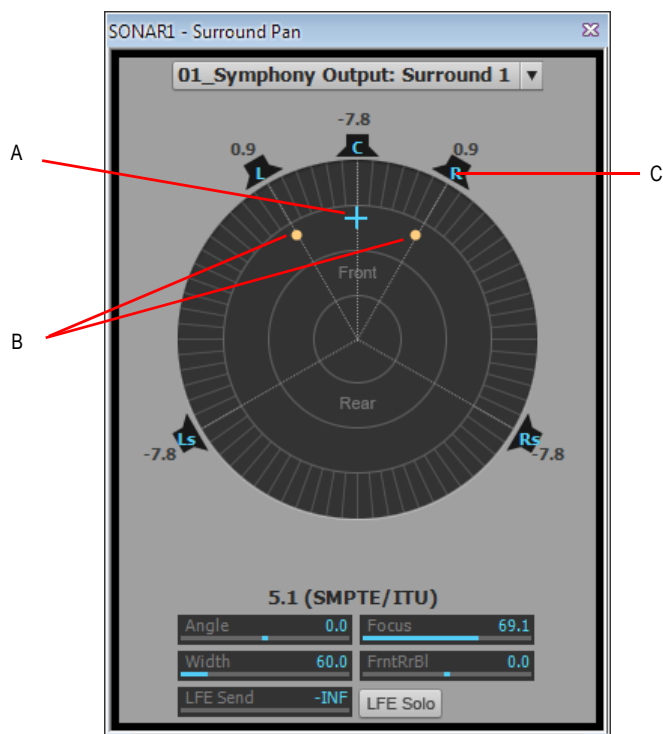 SONAR1 - Surround Pan
01_Symphony Output: Surround 1
-7.8
A
0.9
0.9
C
L
R
C
B
Front
Rear
Ls
Rs
-7.8
-7.8
5.1 (SMPTE/ITU)
Angle 0.0 Focus 69.1
Width 60.0 FrntRrBl 0.0
LFE Send -INF LFE Solo